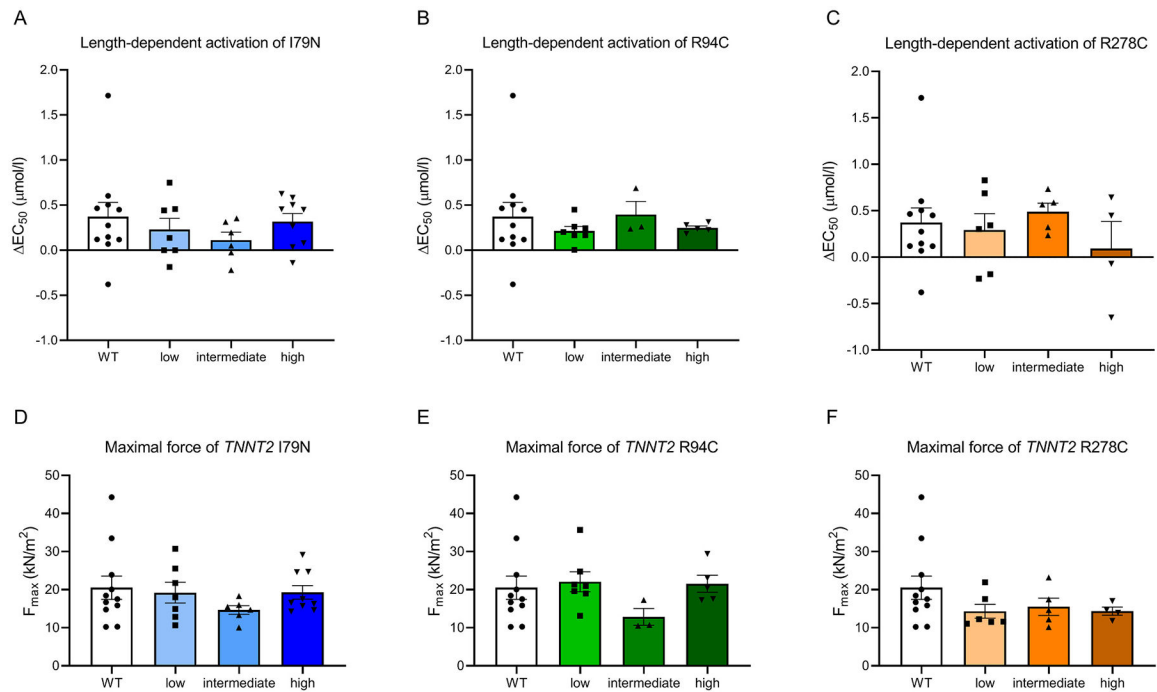 A
Length-dependent activation of I79N
ΔEC50 (μmol/l)
2.0
1.5
1.0
0.5
0.0
-0.5
-1.0
WT
low
intermediate
high
B
Length-dependent activation of R94C
ΔEC50 (μmol/l)
2.0
1.5
1.0
0.5
0.0
-0.5
-1.0
WT
low
intermediate
high
C
Length-dependent activation of R278C
ΔEC50 (μmol/l)
2.0
1.5
1.0
0.5
0.0
-0.5
-1.0
WT
low
intermediate
high
D
Maximal force of TNNT2 I79N
Fmax (kN/m²)
50
40
30
20
10
0
WT
low
intermediate
high
E
Maximal force of TNNT2 R94C
Fmax (kN/m²)
50
40
30
20
10
0
WT
low
intermediate
high
F
Maximal force of TNNT2 R278C
Fmax (kN/m²)
50
40
30
20
10
0
WT
low
intermediate
high